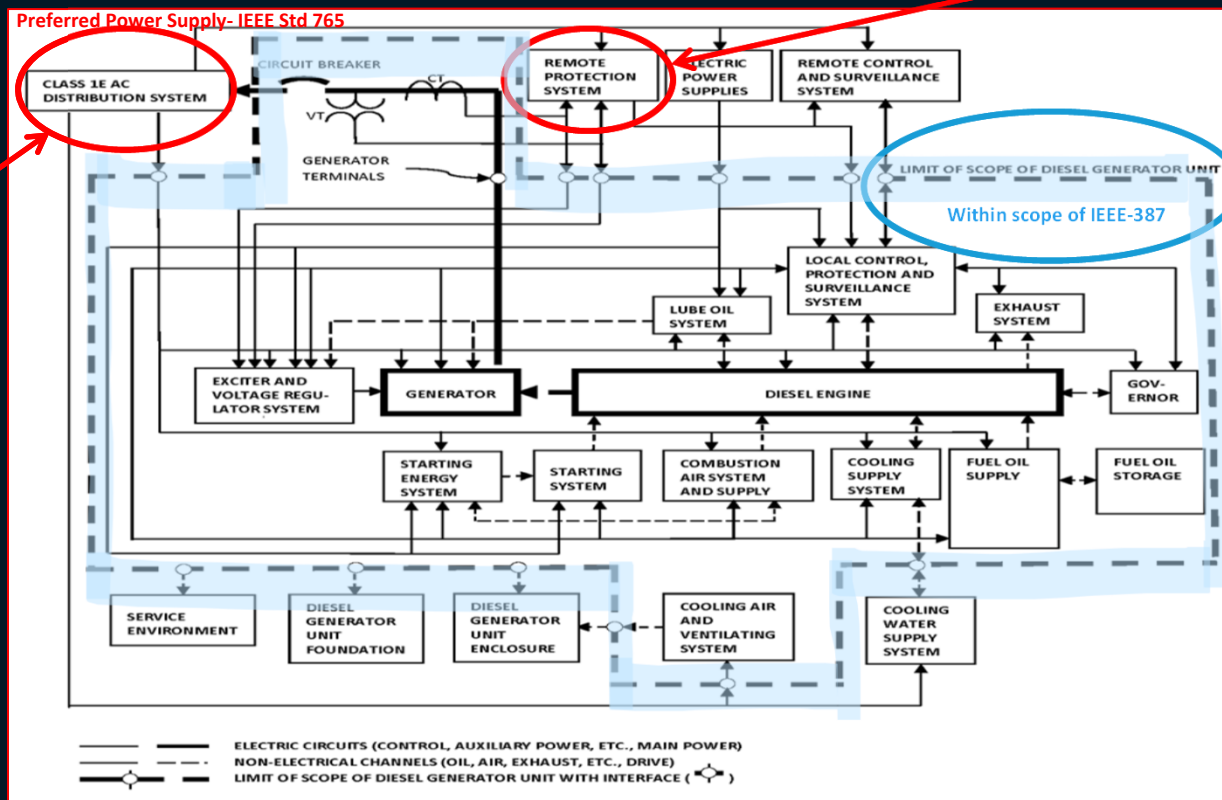 Preferred Power Supply- IEEE Std 765
CIRCUIT BREAKER
CLASS 1E AC
DISTRIBUTION SYSTEM
CT
VT
GENERATOR
TERMINALS
REMOTE
PROTECTION
SYSTEM
ELECTRIC
POWER
SUPPLIES
REMOTE CONTROL
AND SURVEILLANCE
SYSTEM
LIMIT OF SCOPE OF DIESEL GENERATOR UNIT
Within scope of IEEE-387
LOCAL CONTROL,
PROTECTION AND
SURVEILLANCE
SYSTEM
LUBE OIL
SYSTEM
EXHAUST
SYSTEM
EXCITER AND
VOLTAGE REGU-
LATOR SYSTEM
GENERATOR
DIESEL ENGINE
GOV-
ERNOR
STARTING
ENERGY
SYSTEM
STARTING
SYSTEM
COMBUSTION
AIR SYSTEM
AND SUPPLY
COOLING
SUPPLY
SYSTEM
FUEL OIL
SUPPLY
FUEL OIL
STORAGE
SERVICE
ENVIRONMENT
DIESEL
GENERATOR
UNIT
FOUNDATION
DIESEL
GENERATOR
UNIT
ENCLOSURE
COOLING AIR
AND
VENTILATING
SYSTEM
COOLING
WATER
SUPPLY
SYSTEM
ELECTRIC CIRCUITS (CONTROL, AUXILIARY POWER, ETC., MAIN POWER)
NON-ELECTRICAL CHANNELS (OIL, AIR, EXHAUST, ETC., DRIVE)
LIMIT OF SCOPE OF DIESEL GENERATOR UNIT WITH INTERFACE ( )